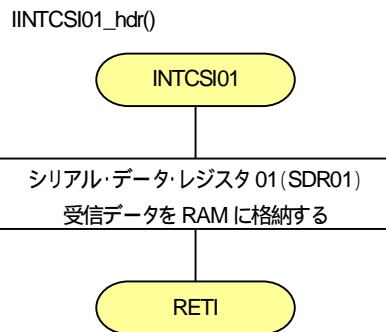 IINTCSI01_hdr()
INTCSI01
シリアル・データ・レジスタ 01(SDR01)
受信データを RAM に格納する
RETI